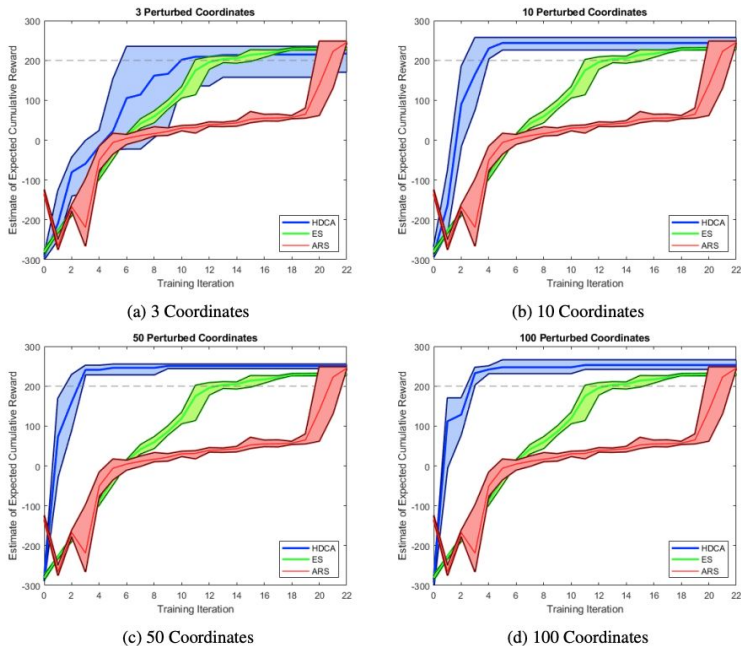 3 Perturbed Coordinates
300
200
100
0
-100
-200
-300
Estimate of Expected Cumulative Reward
HDCA
ES
ARS
0 2 4 6 8 10 12 14 16 18 20 22
Training Iteration
(a) 3 Coordinates
10 Perturbed Coordinates
300
200
100
0
-100
-200
-300
Estimate of Expected Cumulative Reward
HDCA
ES
ARS
0 2 4 6 8 10 12 14 16 18 20 22
Training Iteration
(b) 10 Coordinates
50 Perturbed Coordinates
300
200
100
0
-100
-200
-300
Estimate of Expected Cumulative Reward
HDCA
ES
ARS
0 2 4 6 8 10 12 14 16 18 20 22
Training Iteration
(c) 50 Coordinates
100 Perturbed Coordinates
300
200
100
0
-100
-200
-300
Estimate of Expected Cumulative Reward
HDCA
ES
ARS
0 2 4 6 8 10 12 14 16 18 20 22
Training Iteration
(d) 100 Coordinates